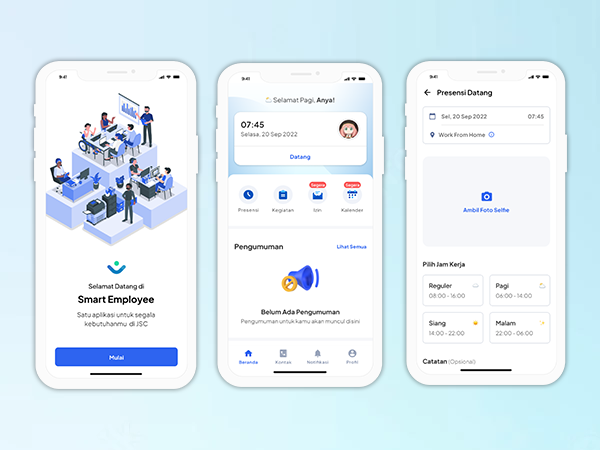 9:41
Selamat Datang di
Smart Employee
Satu aplikasi untuk segala
kebutuhanmu di JSC
Mulai
9:41
Selamat Pagi, Anya!
07:45
Selasa, 20 Sep 2022
Datang
Segera
Segera
Presensi
Kegiatan
Izin
Kalender
Pengumuman
Lihat Semua
Belum Ada Pengumuman
Pengumuman untuk kamu akan muncul disini
Beranda
Kontak
Notifikasi
Profil
9:41
Presensi Datang
Sel, 20 Sep 2022
07:45
Work From Home
Ambil Foto Selfie
Pilih Jam Kerja
Reguler
08:00 - 16:00
Pagi
06:00 - 14:00
Siang
14:00 - 22:00
Malam
22:00 - 06:00
Catatan (Opsional)